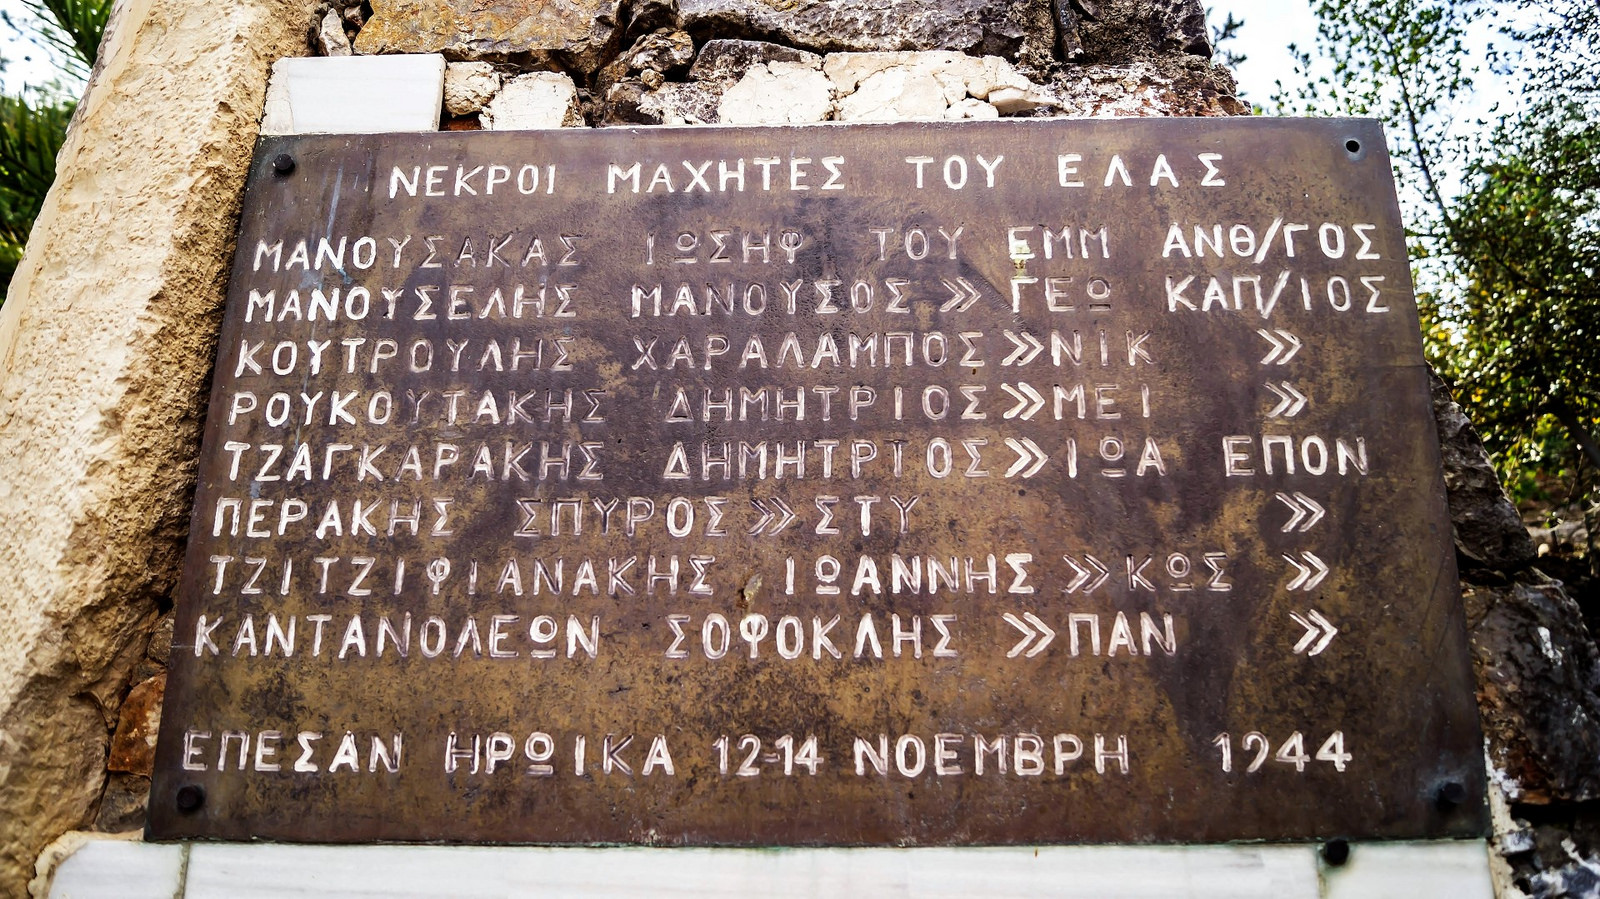 ΝΕΚΡΟΙ ΜΑΧΗΤΕΣ ΤΟΥ ΕΛΑΣ
ΜΑΝΟΥΣΑΚΑΣ ΙΩΣΗΦ ΤΟΥ ΕΜΜ ΑΝΘ/ΓΟΣ
ΜΑΝΟΥΣΕΛΗΣ ΜΑΝΟΥΣΟΣ » ΓΕΩ ΚΑΠ/ΙΟΣ
ΚΟΥΤΡΟΥΛΗΣ ΧΑΡΑΛΑΜΠΟΣ » ΝΙΚ »
ΡΟΥΚΟΥΤΑΚΗΣ ΔΗΜΗΤΡΙΟΣ » ΜΕΙ »
ΤΖΑΓΚΑΡΑΚΗΣ ΔΗΜΗΤΡΙΟΣ » ΙΩΑ ΕΠΟΝ
ΠΕΡΑΚΗΣ ΣΠΥΡΟΣ » ΣΤΥ »
ΤΖΙΤΖΙΦΙΑΝΑΚΗΣ ΙΩΑΝΝΗΣ » ΚΩΣ »
ΚΑΝΤΑΝΟΛΕΩΝ ΣΟΦΟΚΛΗΣ » ΠΑΝ »
ΕΠΕΣΑΝ ΗΡΩΙΚΑ 12-14 ΝΟΕΜΒΡΗ 1944